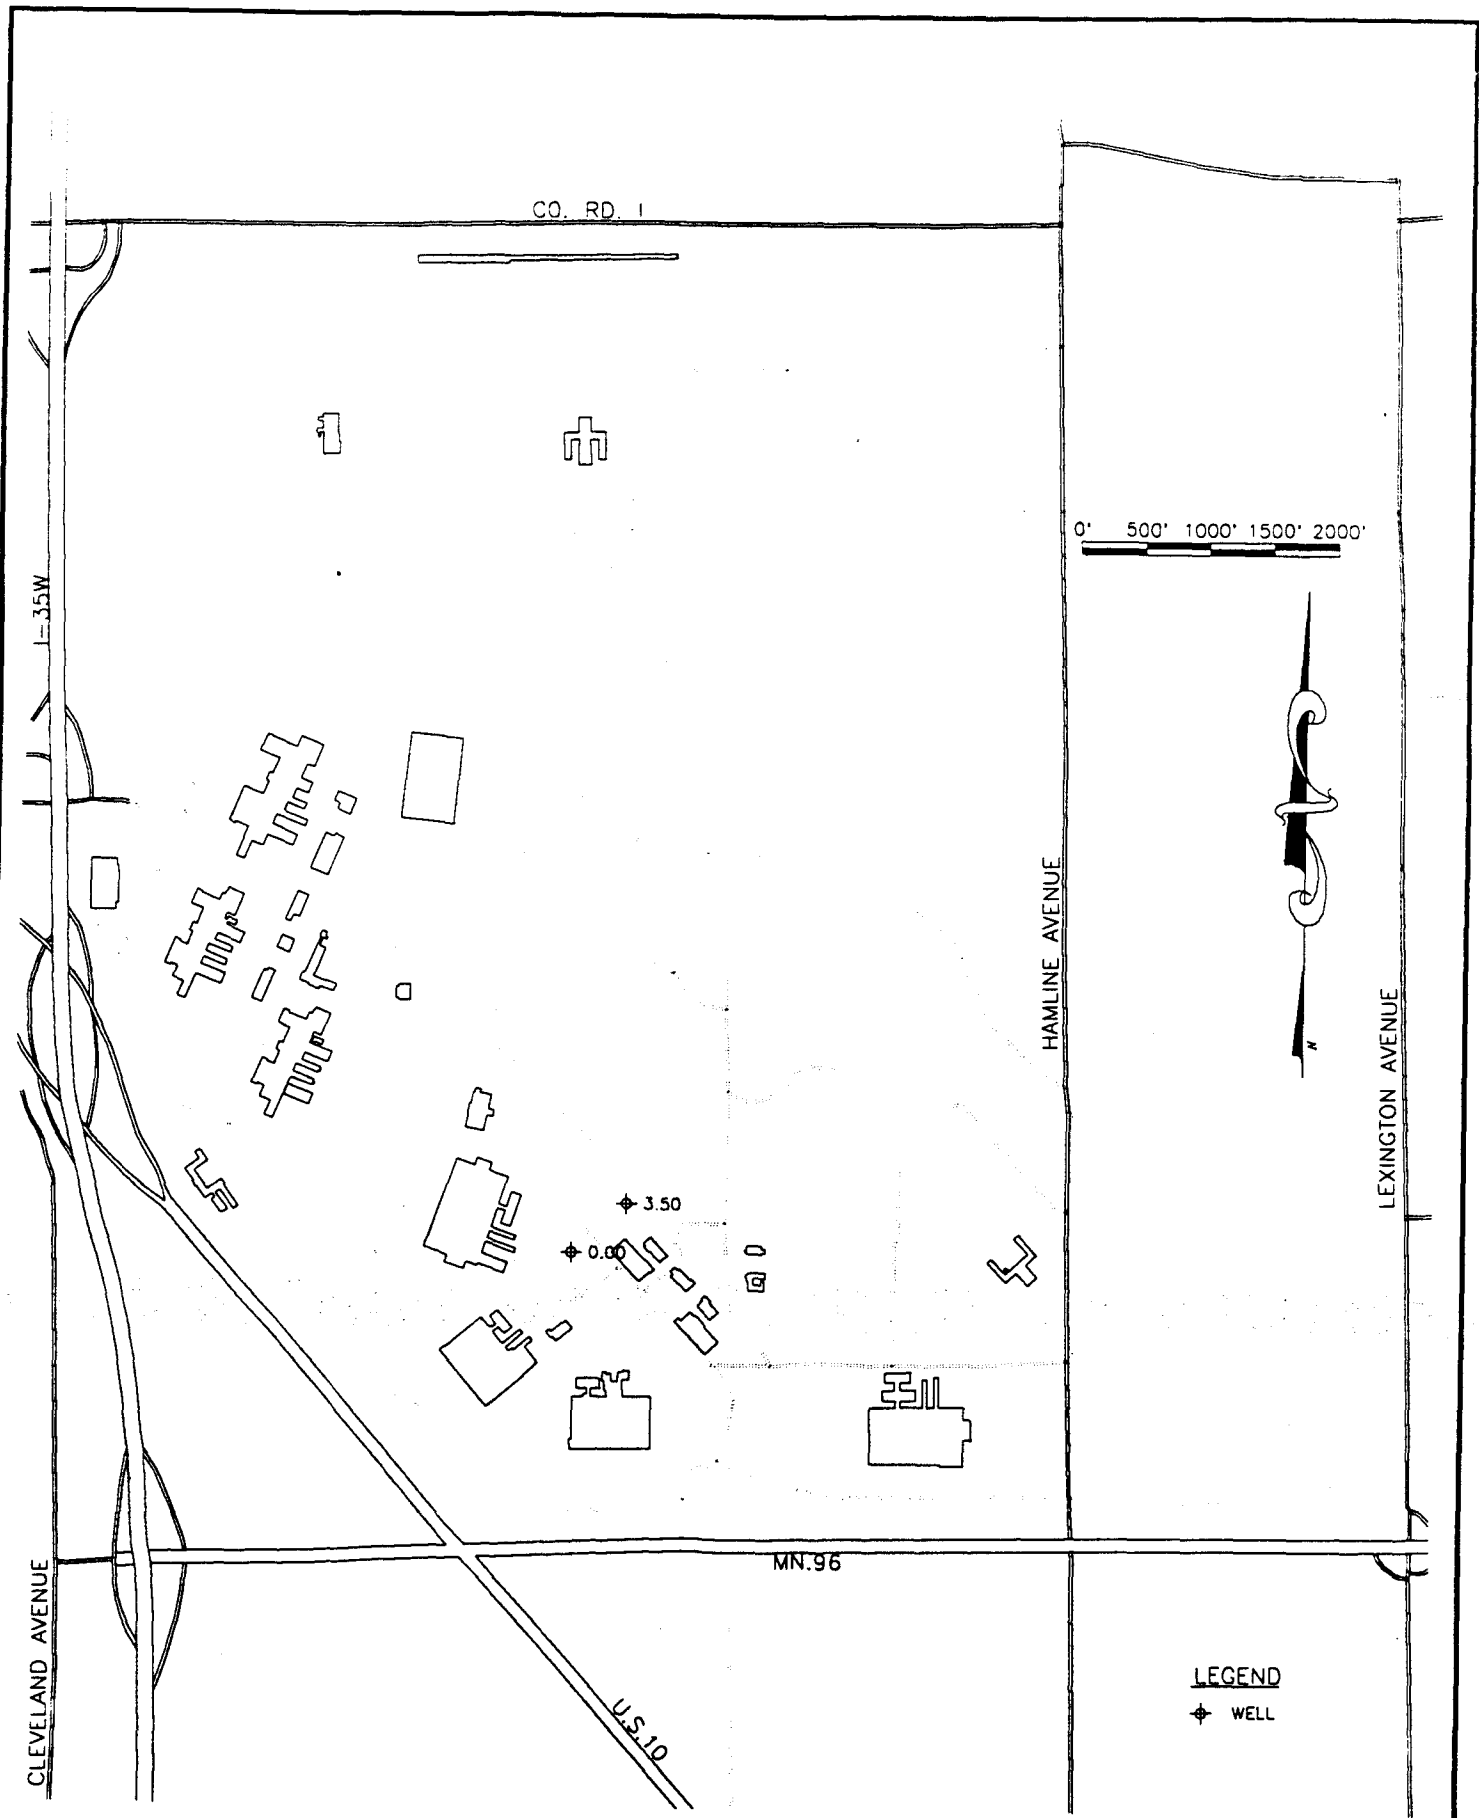 CO. RD. I
0' 500' 1000' 1500' 2000'
I-35W
HAMLINE AVENUE
LEXINGTON AVENUE
N
3.50
0.00
MN.96
CLEVELAND AVENUE
U.S.10
LEGEND
WELL